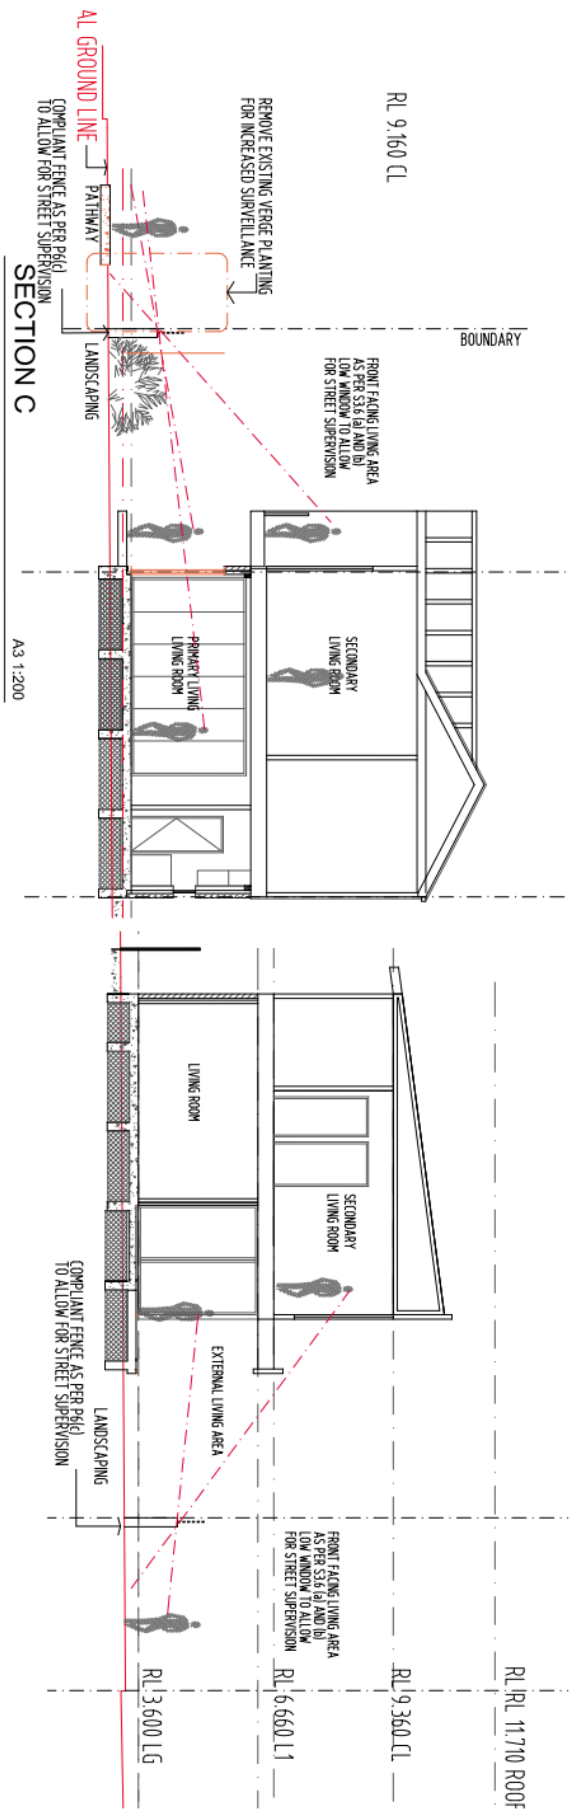 RL 9.160 CL
REMOVE EXISTING VERGE PLANTING
FOR INCREASED SURVEILLANCE
AL GROUND LINE
PATHWAY
COMPLIANT FENCE AS PER P6(c)
TO ALLOW FOR STREET SUPERVISION
BOUNDARY
FRONT FACING LIVING AREA
AS PER S3.6 (a) AND (b)
LOW WINDOW TO ALLOW
FOR STREET SUPERVISION
LANDSCAPING
SECTION C
A3 1:200
SECONDARY
LIVING ROOM
PRIMARY LIVING
LIVING ROOM
LIVING ROOM
SECONDARY
LIVING ROOM
EXTERNAL LIVING AREA
LANDSCAPING
COMPLIANT FENCE AS PER P6(c)
TO ALLOW FOR STREET SUPERVISION
FRONT FACING LIVING AREA
AS PER S3.6 (a) AND (b)
LOW WINDOW TO ALLOW
FOR STREET SUPERVISION
RL RL 11.710 ROOF
RL 9.360 CL
RL 6.660 L1
RL 3.600 LG